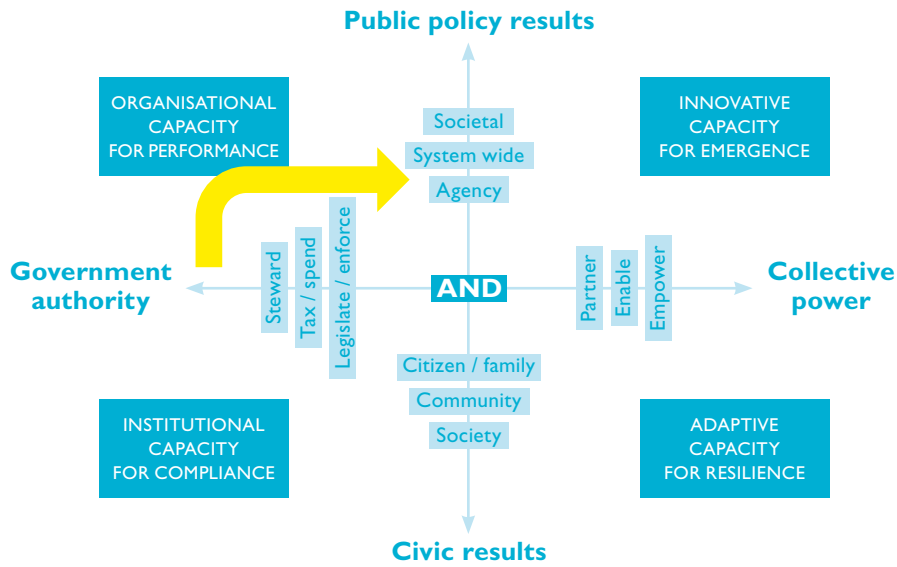 Public policy results
ORGANISATIONAL
CAPACITY
FOR PERFORMANCE
INNOVATIVE
CAPACITY
FOR EMERGENCE
Societal
System wide
Agency
Government
authority
Steward
Tax / spend
Legislate / enforce
AND
Partner
Enable
Empower
Collective
power
Citizen / family
Community
Society
INSTITUTIONAL
CAPACITY
FOR COMPLIANCE
ADAPTIVE
CAPACITY
FOR RESILIENCE
Civic results